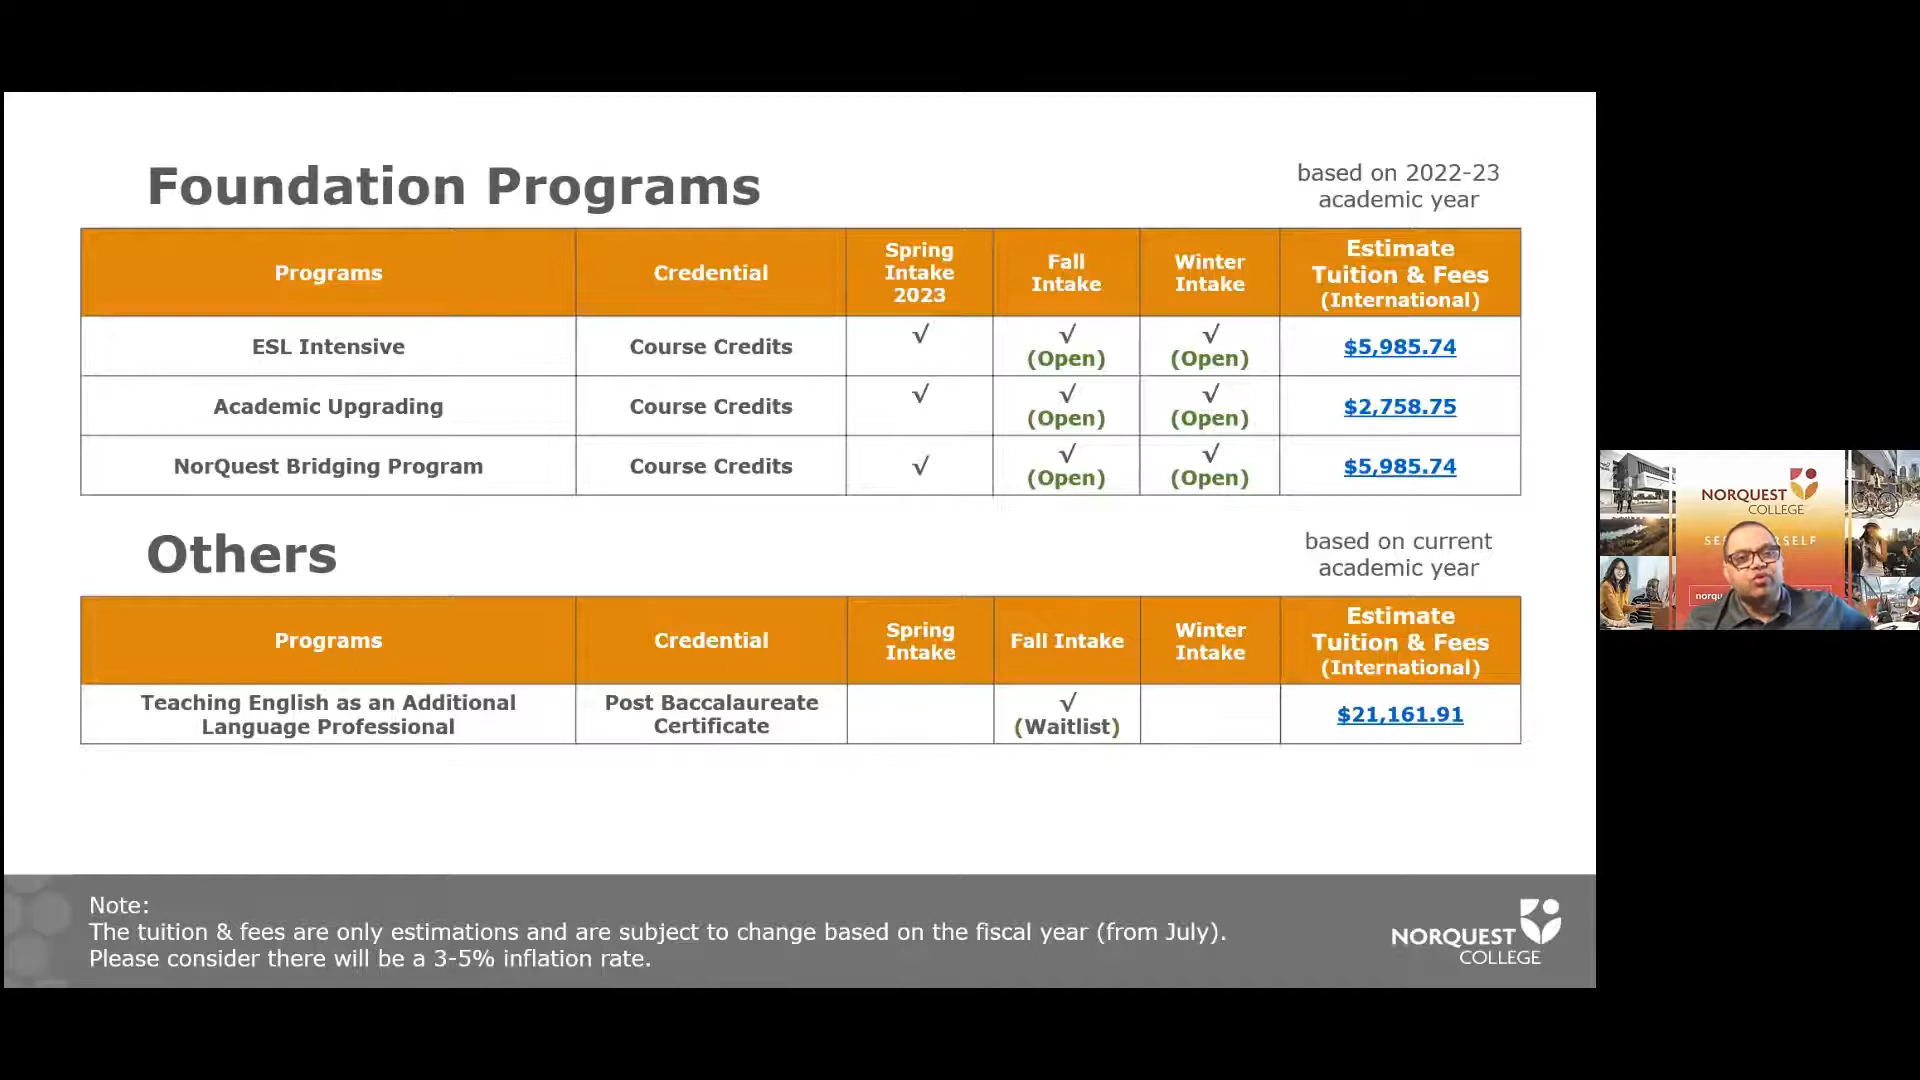 Foundation Programs
based on 2022-23
academic year
Programs
Credential
Spring
Intake
2023
Fall
Intake
Winter
Intake
Estimate
Tuition & Fees
(International)
ESL Intensive
Course Credits
√
√
(Open)
√
(Open)
$5,985.74
Academic Upgrading
Course Credits
√
√
(Open)
√
(Open)
$2,758.75
NorQuest Bridging Program
Course Credits
√
√
(Open)
√
(Open)
$5,985.74
Others
based on current
academic year
Programs
Credential
Spring
Intake
Fall Intake
Winter
Intake
Estimate
Tuition & Fees
(International)
Teaching English as an Additional
Language Professional
Post Baccalaureate
Certificate
√
(Waitlist)
$21,161.91
Note:
The tuition & fees are only estimations and are subject to change based on the fiscal year (from July).
Please consider there will be a 3-5% inflation rate.
NORQUEST
COLLEGE
NORQUEST
COLLEGE